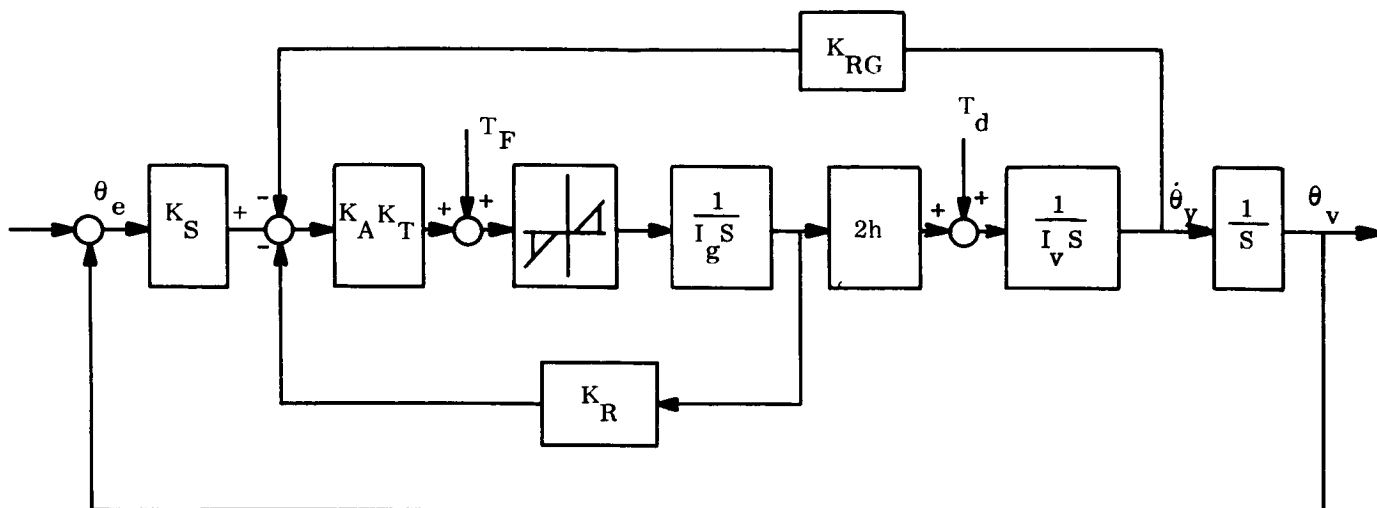 K_RG
T_F
T_d
θ_e
K_S
+
-
-
K_A K_T
+
+
1
I_g S
2h
+
+
1
I_v S
θ̇_v
1
S
θ_v
K_R